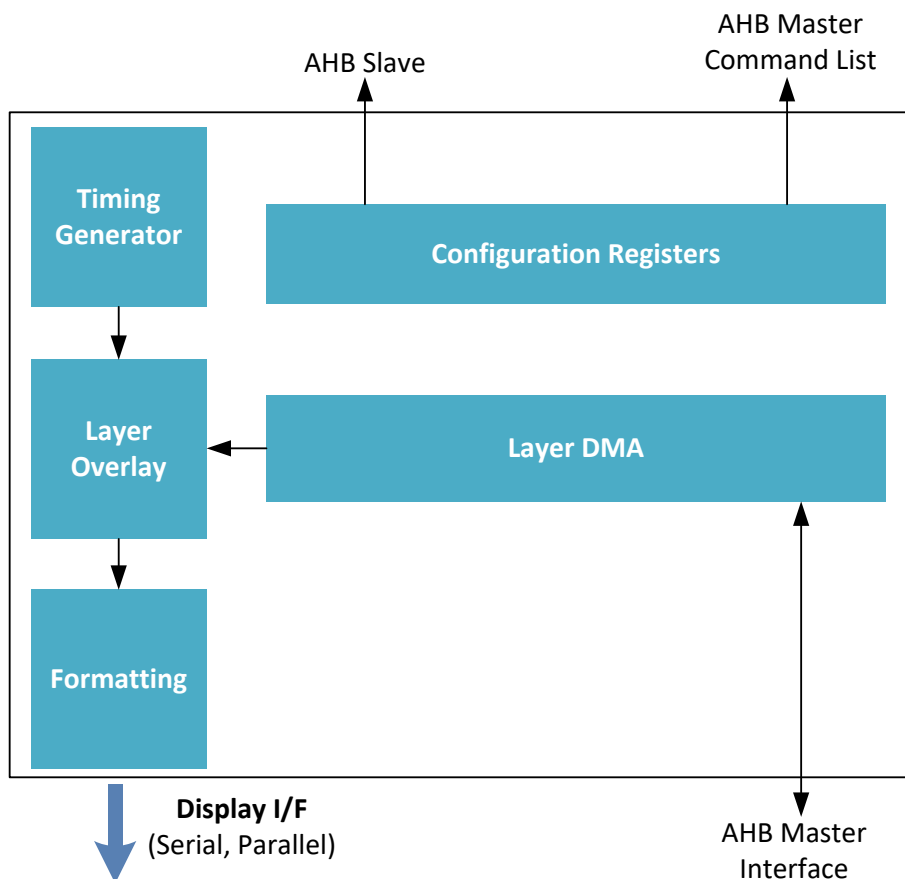 AHB Master
Command List
AHB Slave
Timing
Generator
Configuration Registers
Layer
Overlay
Layer DMA
Formatting
Display I/F
(Serial, Parallel)
AHB Master
Interface